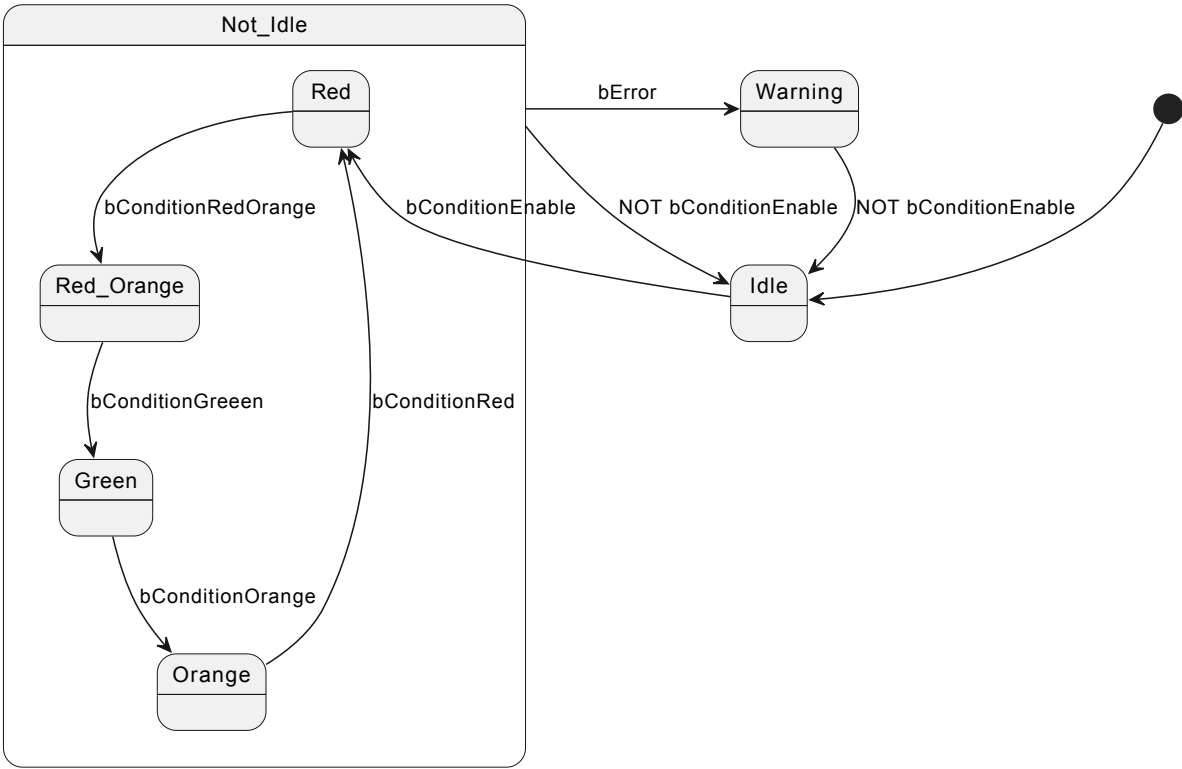 Not_Idle
Red
bError
Warning
bConditionRedOrange
bConditionEnable
NOT bConditionEnable
NOT bConditionEnable
Red_Orange
Idle
bConditionGreeen
bConditionRed
Green
bConditionOrange
Orange